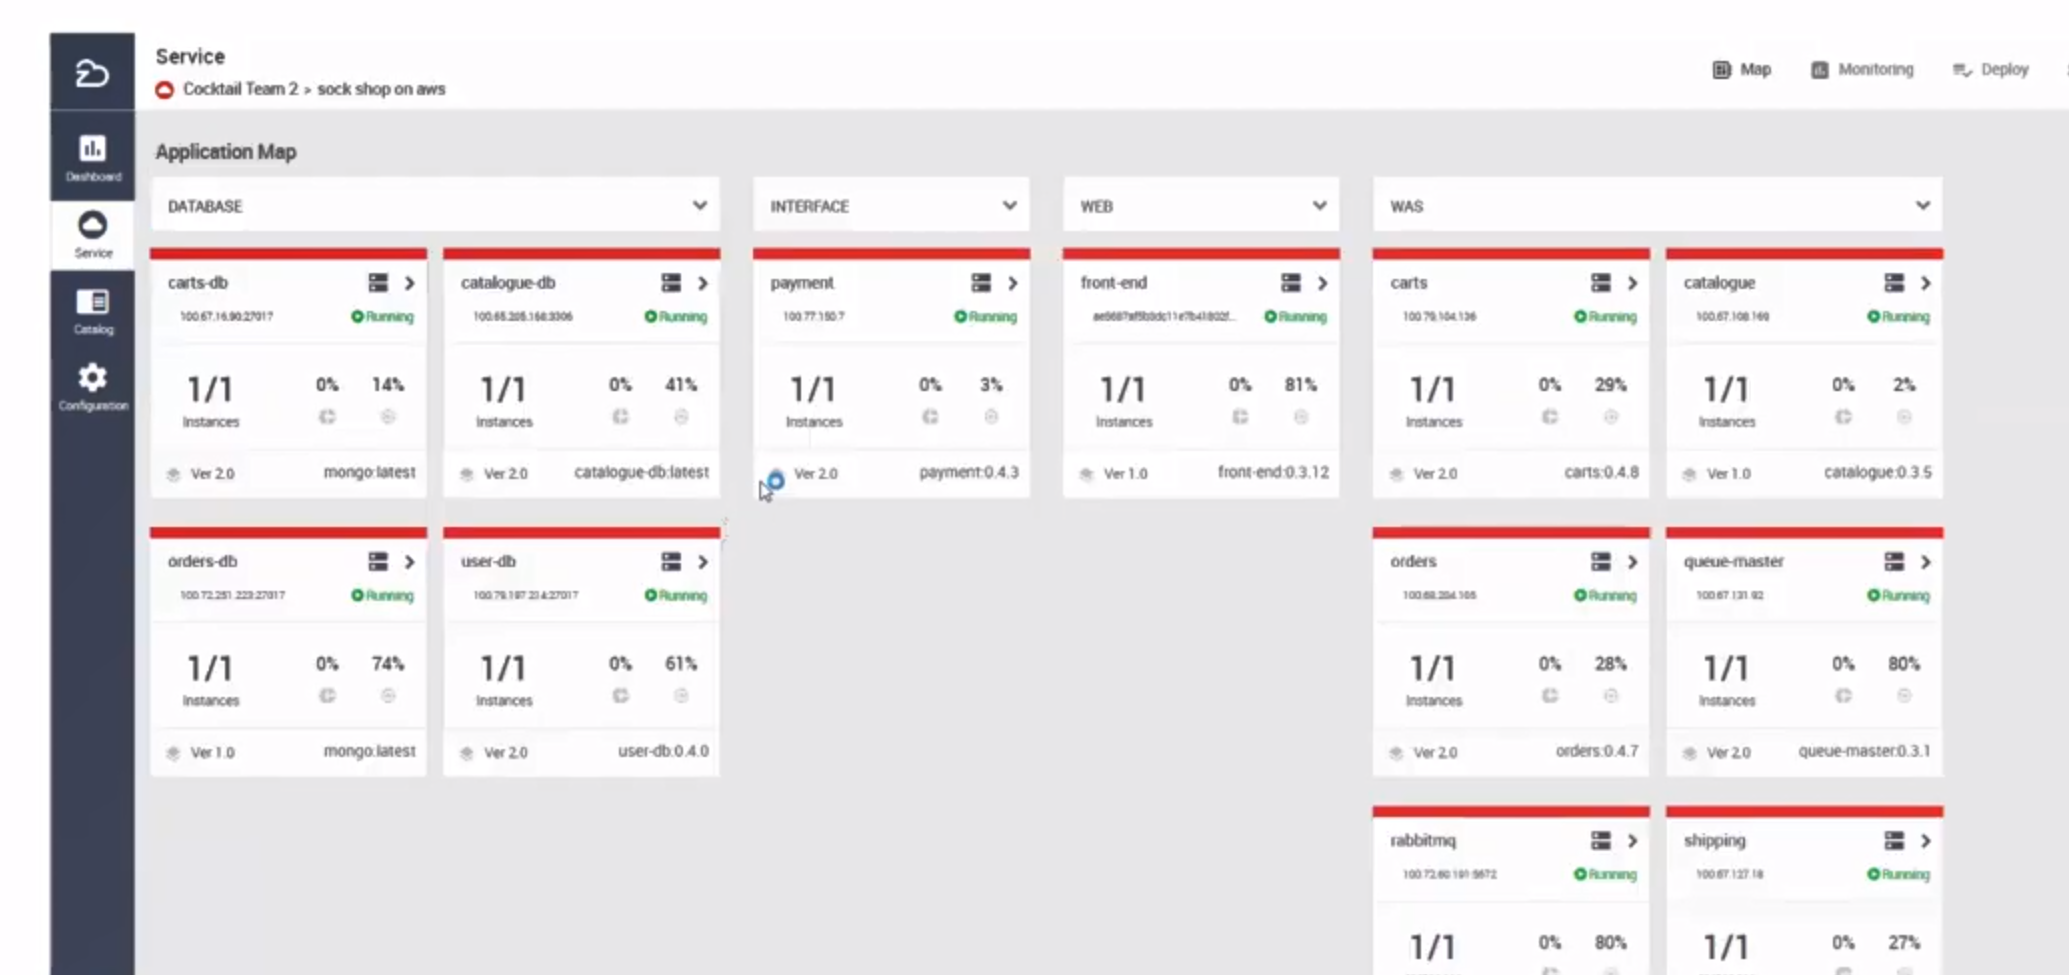 Service
Cocktail Team 2 > sock shop on aws
Map
Monitoring
Deploy
Dashboard
Service
Catalog
Configuration
Application Map
DATABASE
INTERFACE
WEB
WAS
carts-db
100.67.16.90:27017
Running
1/1
Instances
0%
14%
Ver 2.0
mongo:latest
catalogue-db
100.65.205.168:3306
Running
1/1
Instances
0%
41%
Ver 2.0
catalogue-db:latest
payment
100.77.150.7
Running
1/1
Instances
0%
3%
Ver 2.0
payment:0.4.3
front-end
Running
1/1
Instances
0%
81%
Ver 1.0
front-end:0.3.12
carts
100.79.104.136
Running
1/1
Instances
0%
29%
Ver 2.0
carts:0.4.8
catalogue
100.67.108.169
Running
1/1
Instances
0%
2%
Ver 1.0
catalogue:0.3.5
orders-db
100.72.251.223:27017
Running
1/1
Instances
0%
74%
Ver 1.0
mongo:latest
user-db
100.79.187.214:27017
Running
1/1
Instances
0%
61%
Ver 2.0
user-db:0.4.0
orders
100.68.204.105
Running
1/1
Instances
0%
28%
Ver 2.0
orders:0.4.7
queue-master
100.67.131.92
Running
1/1
Instances
0%
80%
Ver 2.0
queue-master:0.3.1
rabbitmq
100.72.60.191:5672
Running
1/1
0%
80%
shipping
100.67.127.18
Running
1/1
0%
27%